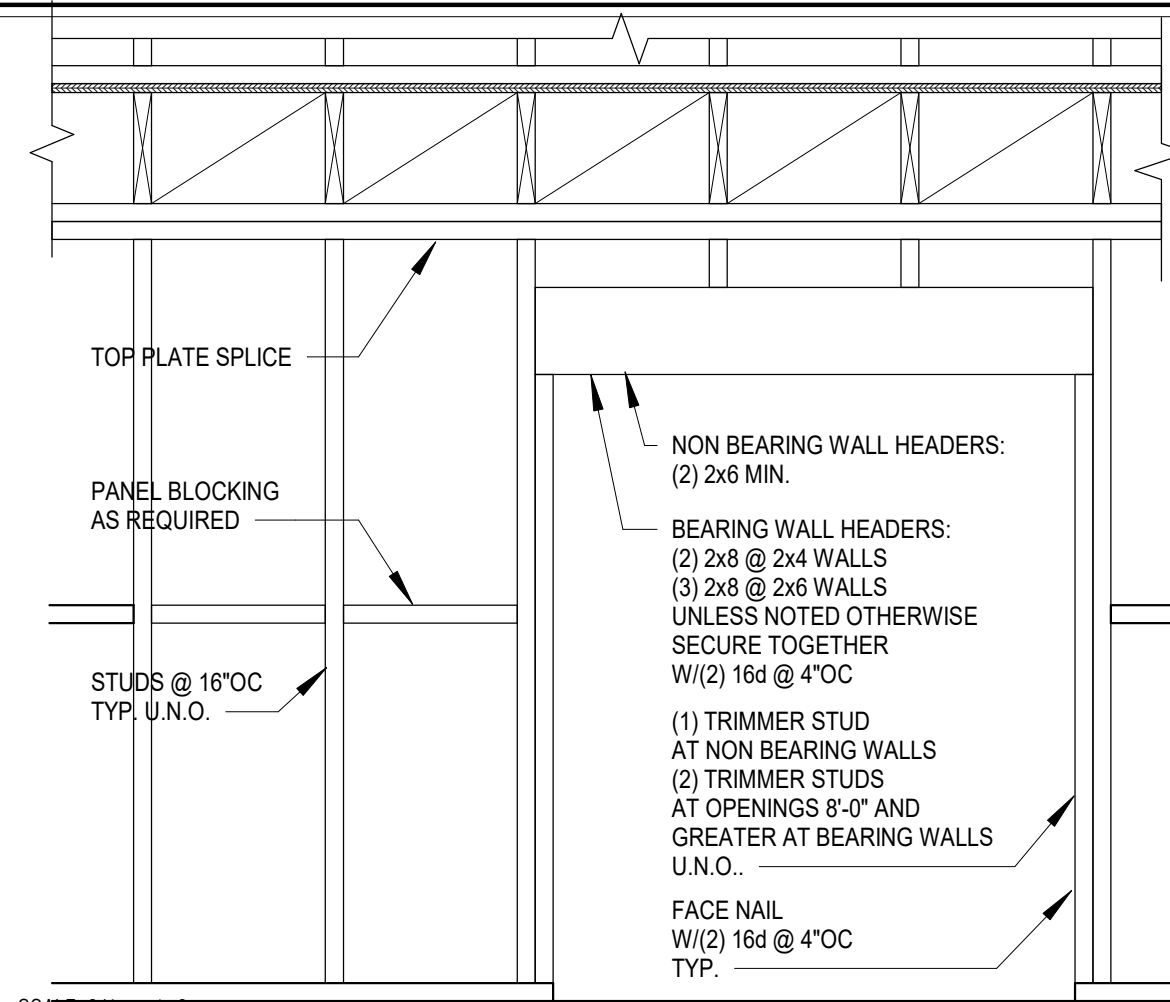 TOP PLATE SPLICE
PANEL BLOCKING
AS REQUIRED
STUDS @ 16"OC
TYP. U.N.O.
NON BEARING WALL HEADERS:
(2) 2x6 MIN.
BEARING WALL HEADERS:
(2) 2x8 @ 2x4 WALLS
(3) 2x8 @ 2x6 WALLS
UNLESS NOTED OTHERWISE
SECURE TOGETHER
W/(2) 16d @ 4"OC
(1) TRIMMER STUD
AT NON BEARING WALLS
(2) TRIMMER STUDS
AT OPENINGS 8'-0" AND
GREATER AT BEARING WALLS
U.N.O..
FACE NAIL
W/(2) 16d @ 4"OC
TYP.